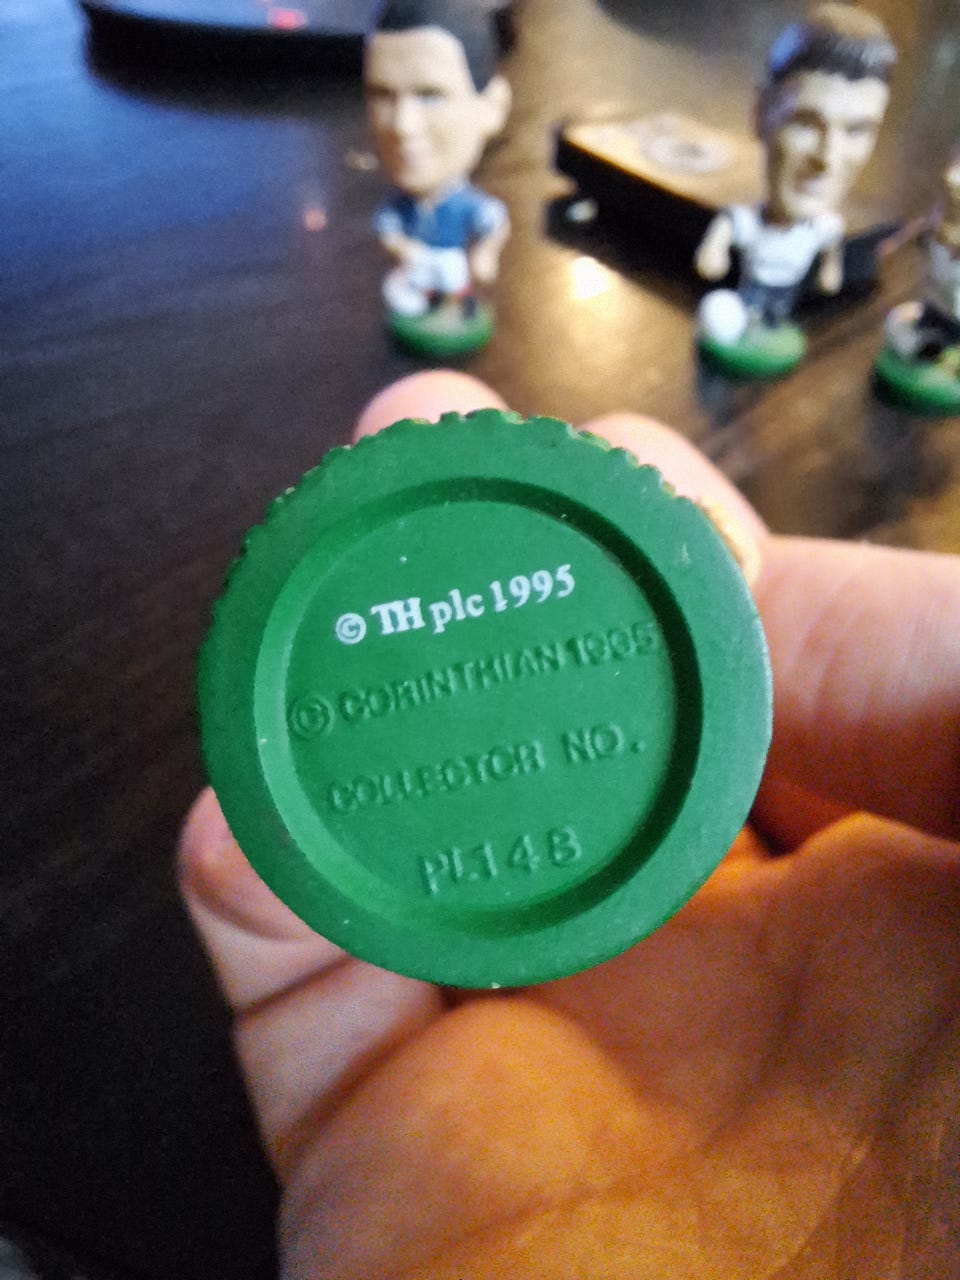 © TH plc 1995
© CORINTHIAN 1995
COLLECTOR NO.
PL148